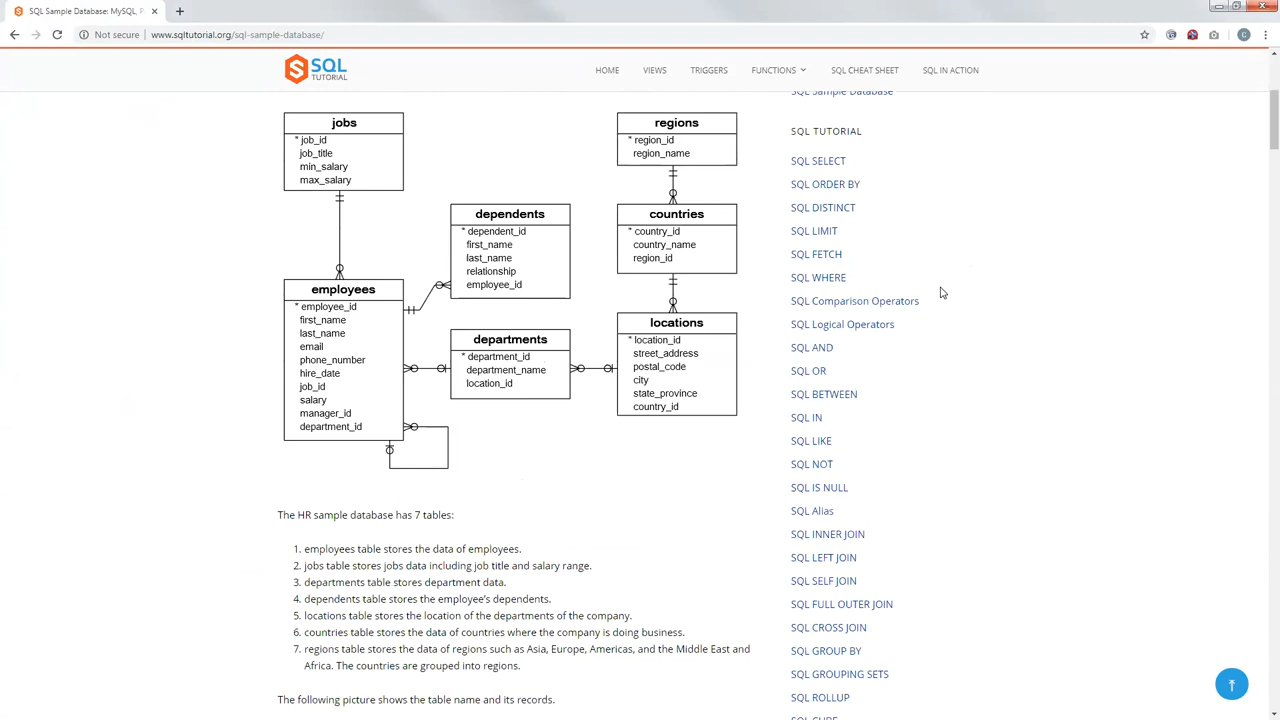 SQL Sample Database: MySQL, P
Not secure | www.sqltutorial.org/sql-sample-database/
C
SQL TUTORIAL
HOME
VIEWS
TRIGGERS
FUNCTIONS
SQL CHEAT SHEET
SQL IN ACTION
jobs
* job_id
job_title
min_salary
max_salary
regions
* region_id
region_name
dependents
* dependent_id
first_name
last_name
relationship
employee_id
countries
* country_id
country_name
region_id
employees
* employee_id
first_name
last_name
email
phone_number
hire_date
job_id
salary
manager_id
department_id
departments
* department_id
department_name
location_id
locations
* location_id
street_address
postal_code
city
state_province
country_id
The HR sample database has 7 tables:
1. employees table stores the data of employees.
2. jobs table stores jobs data including job title and salary range.
3. departments table stores department data.
4. dependents table stores the employee's dependents.
5. locations table stores the location of the departments of the company.
6. countries table stores the data of countries where the company is doing business.
7. regions table stores the data of regions such as Asia, Europe, Americas, and the Middle East and
Africa. The countries are grouped into regions.
The following picture shows the table name and its records.
SQL Sample Database
SQL TUTORIAL
SQL SELECT
SQL ORDER BY
SQL DISTINCT
SQL LIMIT
SQL FETCH
SQL WHERE
SQL Comparison Operators
SQL Logical Operators
SQL AND
SQL OR
SQL BETWEEN
SQL IN
SQL LIKE
SQL NOT
SQL IS NULL
SQL Alias
SQL INNER JOIN
SQL LEFT JOIN
SQL SELF JOIN
SQL FULL OUTER JOIN
SQL CROSS JOIN
SQL GROUP BY
SQL GROUPING SETS
SQL ROLLUP
SQL CUBE